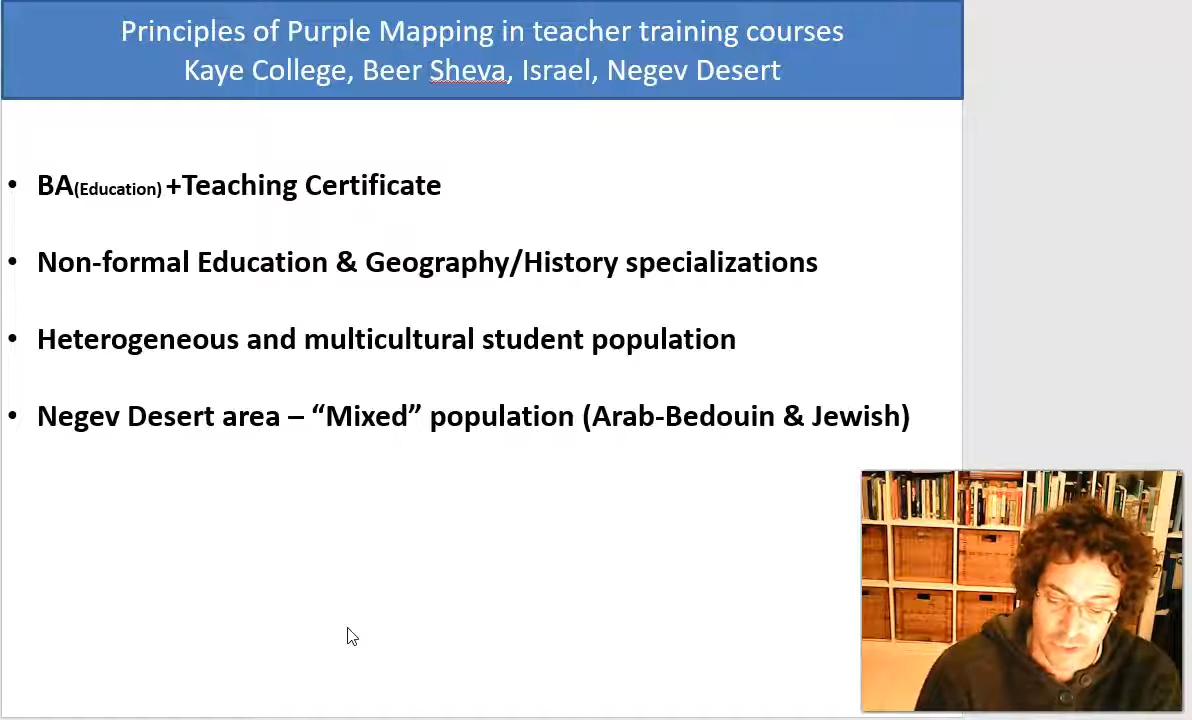 Principles of Purple Mapping in teacher training courses
Kaye College, Beer Sheva, Israel, Negev Desert
• BA(Education) +Teaching Certificate
• Non-formal Education & Geography/History specializations
• Heterogeneous and multicultural student population
• Negev Desert area – “Mixed” population (Arab-Bedouin & Jewish)